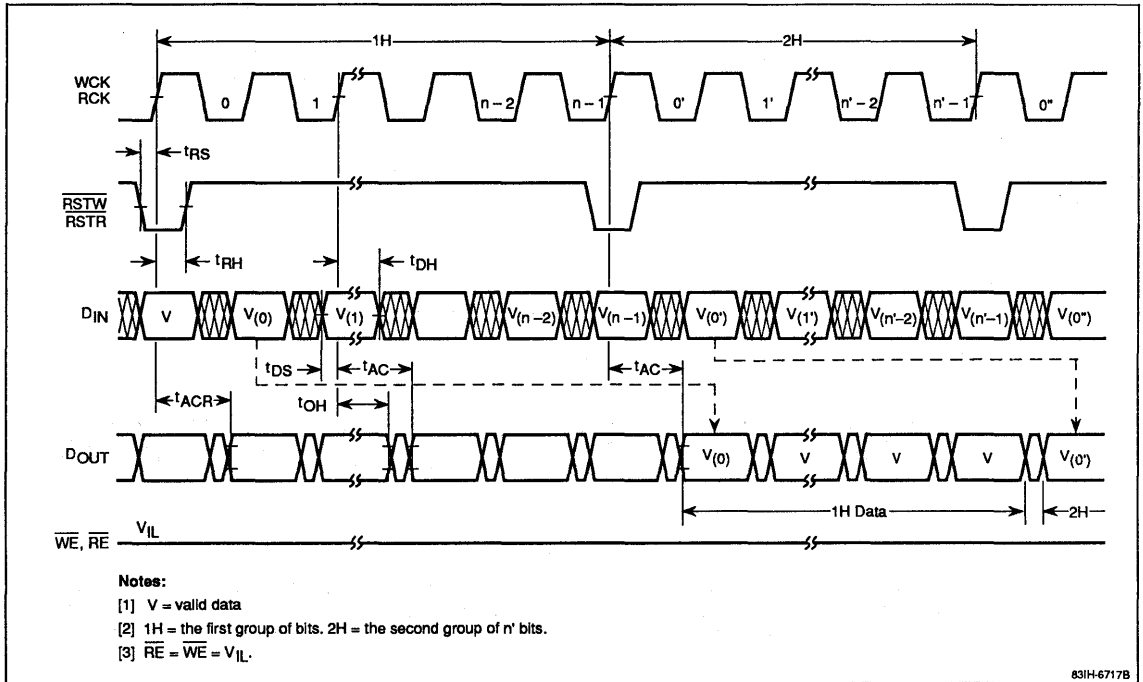 1H 2H
WCK
RCK
0 1 n-2 n-1 0' 1' n'-2 n'-1 0"
tRS
RSTW
RSTR
tRH tDH
DIN V V(0) V(1) V(n-2) V(n-1) V(0') V(1') V(n'-2) V(n'-1) V(0")
tDS tAC tAC
tACR tOH
DOUT V(0) V V V V(0')
1H Data 2H
VIL
WE, RE
Notes:
[1] V = valid data
[2] 1H = the first group of bits. 2H = the second group of n' bits.
[3] RE = WE = VIL.
83IH-6717B